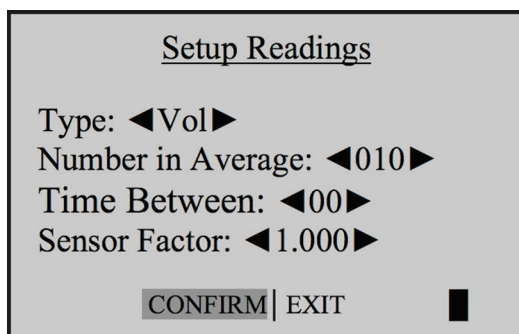 Setup Readings
Type: ◀Vol▶
Number in Average: ◀010▶
Time Between: ◀00▶
Sensor Factor: ◀1.000▶
CONFIRM| EXIT